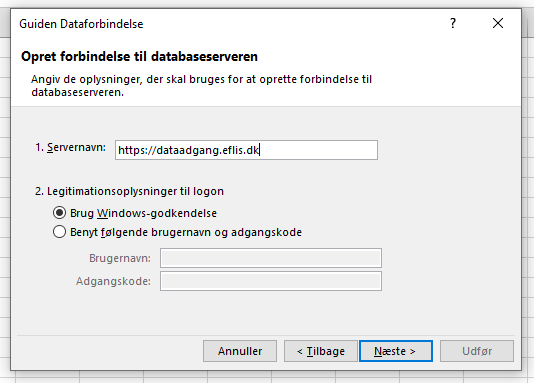 Guiden Dataforbindelse
?
Opret forbindelse til databaseserveren
Angiv de oplysninger, der skal bruges for at oprette forbindelse til
databaseserveren.
1. Servernavn: https://dataadgang.eflis.dk
2. Legitimationsoplysninger til logon
Brug Windows-godkendelse
Benyt følgende brugernavn og adgangskode
Brugernavn:
Adgangskode:
Annuller < Tilbage Næste > Udfør